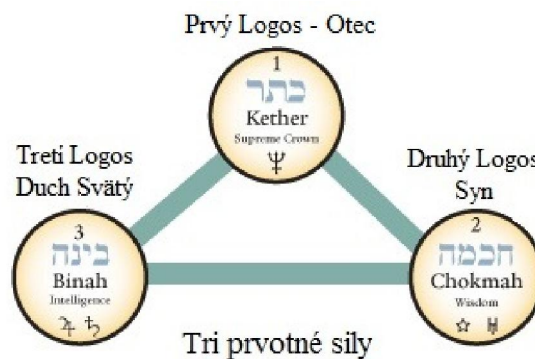 Prvý Logos - Otec
1
כתר
Kether
Supreme Crown
♆
Tretí Logos
Duch Svätý
3
בינה
Binah
Intelligence
♃ ♄
Druhý Logos
Syn
2
חכמה
Chokmah
Wisdom
☆ ♅
Tri prvotné sily